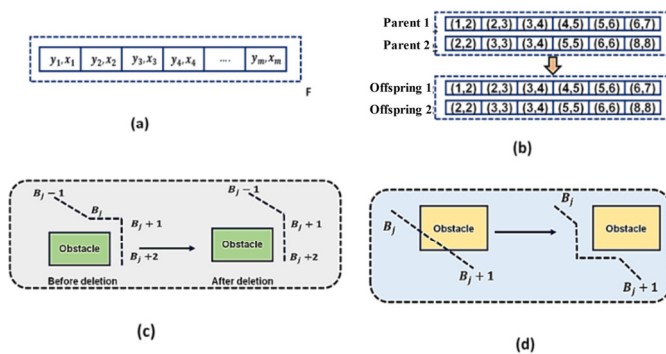 y₁,x₁ y₂,x₂ y₃,x₃ y₄,x₄ .... yₘ,xₘ
F
(a)
Parent 1 (1,2) (2,3) (3,4) (4,5) (5,6) (6,7)
Parent 2 (2,2) (3,3) (3,4) (5,5) (6,6) (8,8)
Offspring 1 (1,2) (2,3) (3,4) (4,5) (5,6) (6,7)
Offspring 2 (2,2) (3,3) (3,4) (5,5) (6,6) (8,8)
(b)
Bⱼ − 1
Bⱼ
Bⱼ + 1
Obstacle
Bⱼ+2
Before deletion
Bⱼ − 1
Bⱼ + 1
Obstacle
Bⱼ + 2
After deletion
(c)
Bⱼ
Obstacle
Bⱼ + 1
Bⱼ
Obstacle
Bⱼ + 1
(d)